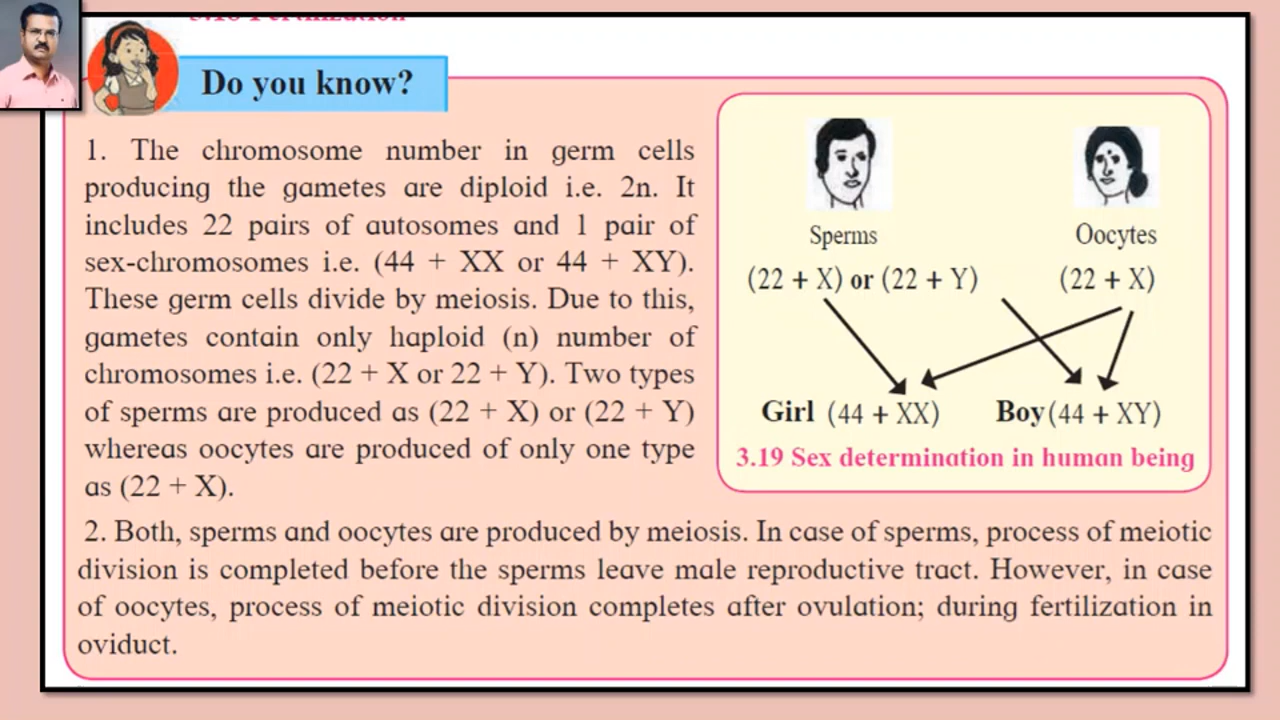 3.18 Fertilization
Do you know?
1. The chromosome number in germ cells
producing the gametes are diploid i.e. 2n. It
includes 22 pairs of autosomes and 1 pair of
sex-chromosomes i.e. (44 + XX or 44 + XY).
These germ cells divide by meiosis. Due to this,
gametes contain only haploid (n) number of
chromosomes i.e. (22 + X or 22 + Y). Two types
of sperms are produced as (22 + X) or (22 + Y)
whereas oocytes are produced of only one type
as (22 + X).
Sperms
Oocytes
(22 + X) or (22 + Y)
(22 + X)
Girl (44 + XX)
Boy(44 + XY)
3.19 Sex determination in human being
2. Both, sperms and oocytes are produced by meiosis. In case of sperms, process of meiotic
division is completed before the sperms leave male reproductive tract. However, in case
of oocytes, process of meiotic division completes after ovulation; during fertilization in
oviduct.